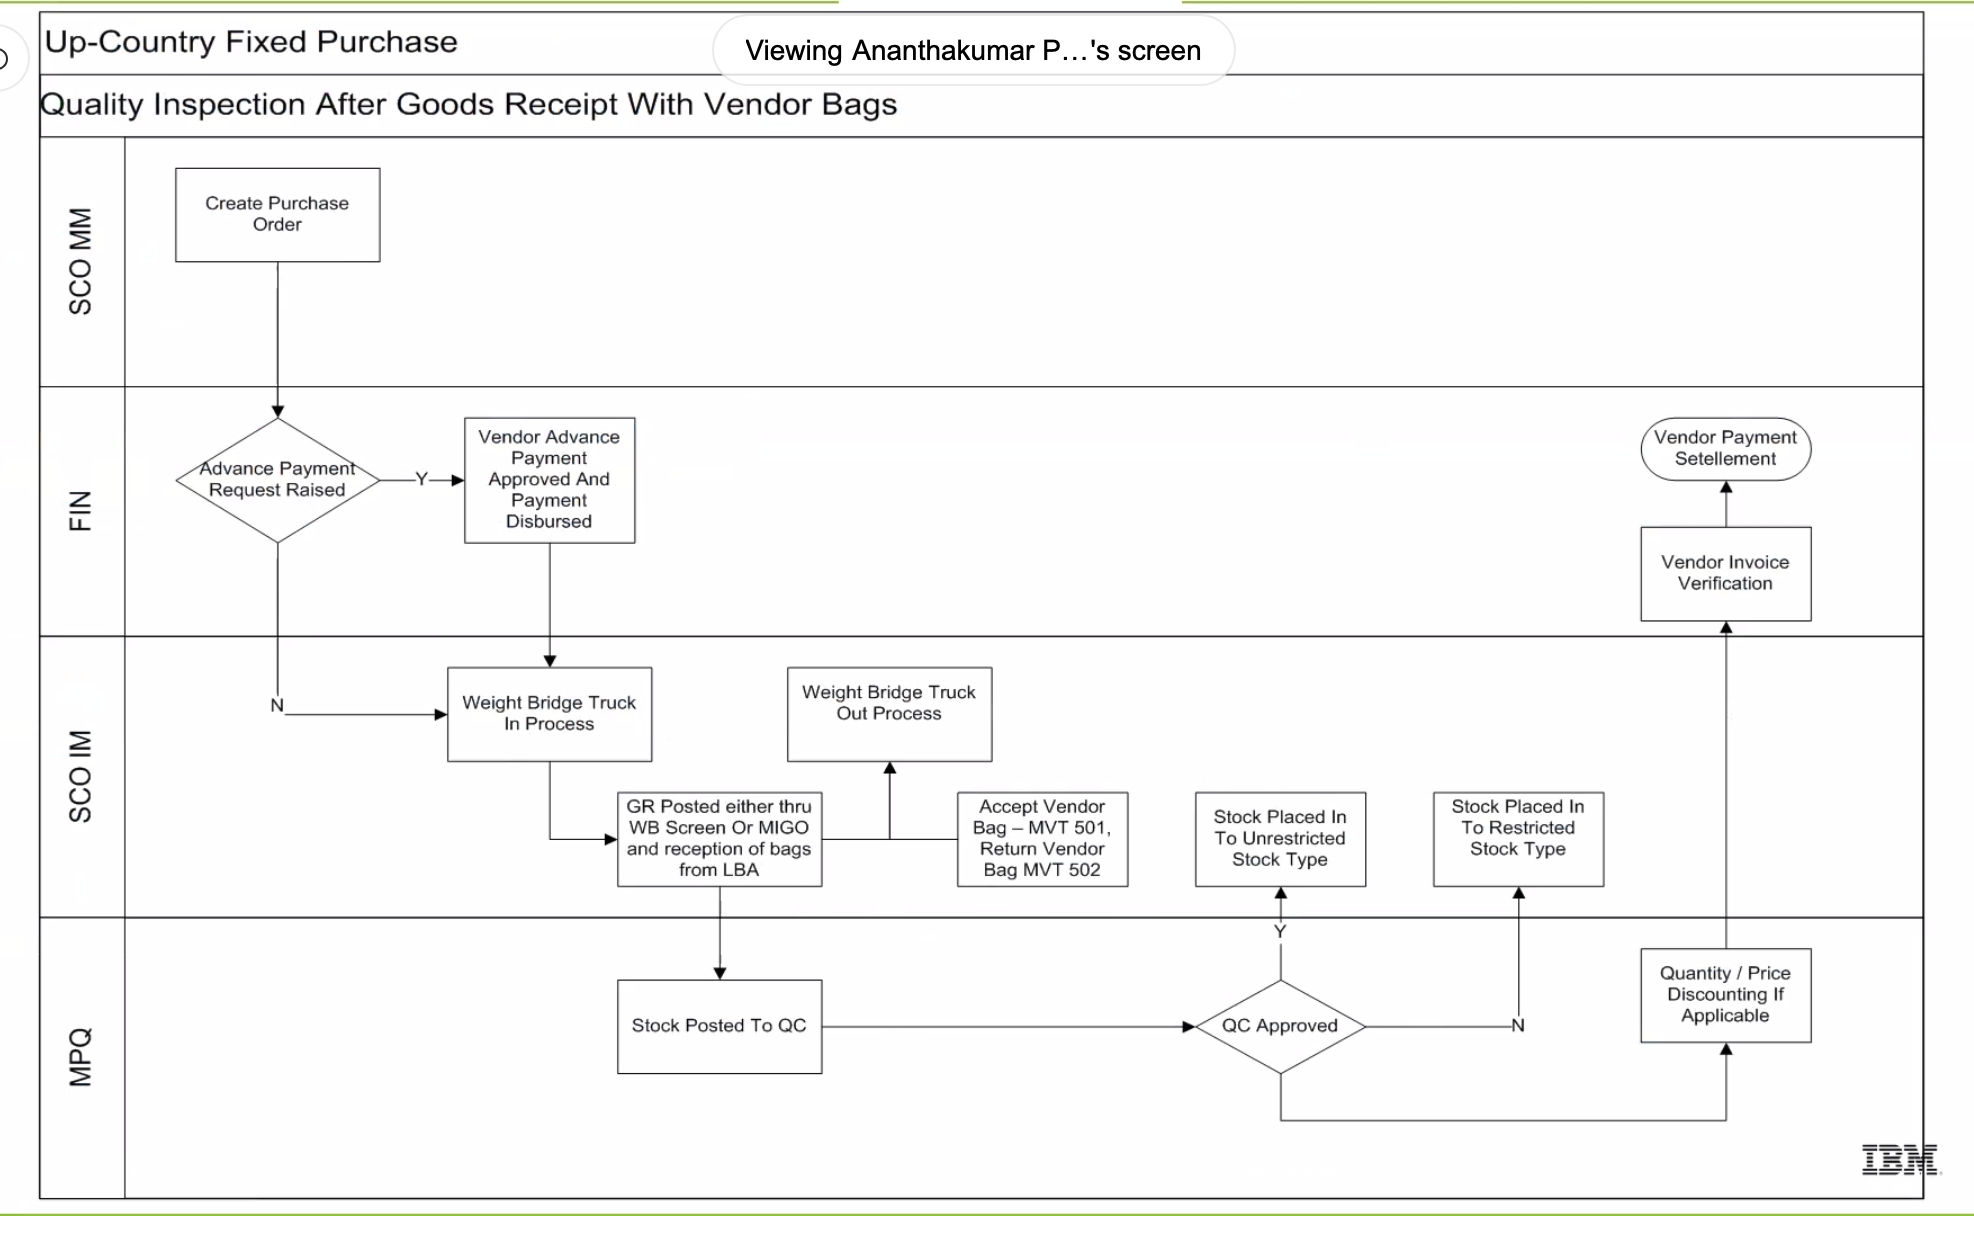 Up-Country Fixed Purchase
Viewing Ananthakumar P...'s screen
Quality Inspection After Goods Receipt With Vendor Bags
SCO MM
Create Purchase
Order
FIN
Advance Payment
Request Raised
Y
Vendor Advance
Payment
Approved And
Payment
Disbursed
Vendor Payment
Setellement
Vendor Invoice
Verification
SCO IM
N
Weight Bridge Truck
In Process
Weight Bridge Truck
Out Process
GR Posted either thru
WB Screen Or MIGO
and reception of bags
from LBA
Accept Vendor
Bag – MVT 501,
Return Vendor
Bag MVT 502
Stock Placed In
To Unrestricted
Stock Type
Stock Placed In
To Restricted
Stock Type
MPQ
Y
Stock Posted To QC
QC Approved
N
Quantity / Price
Discounting If
Applicable
IBM